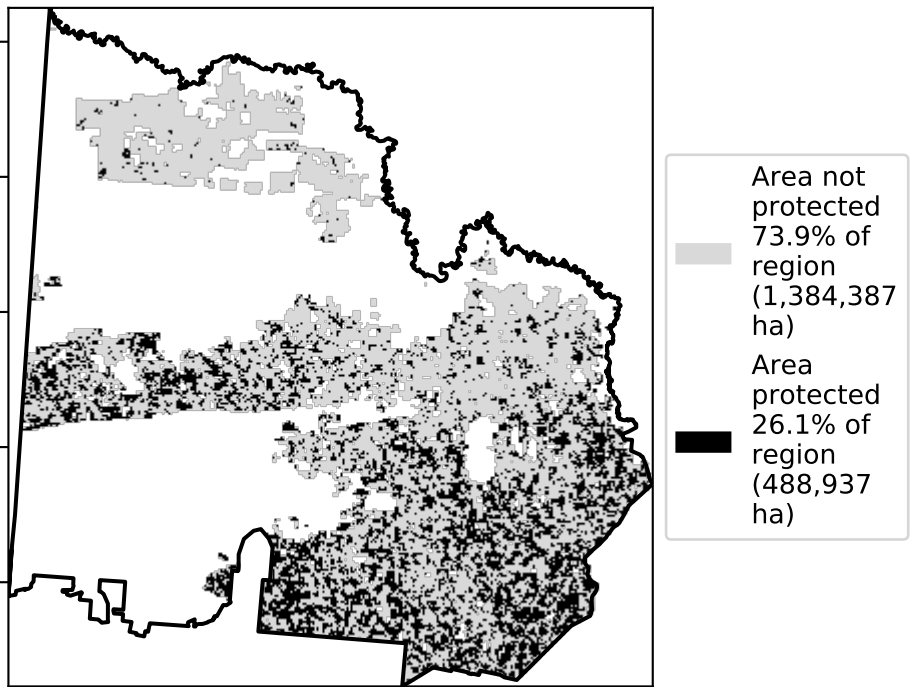 Area not
protected
73.9% of
region
(1,384,387
ha)
Area
protected
26.1% of
region
(488,937
ha)